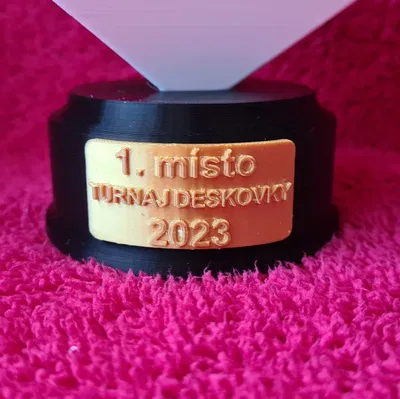 1. místo
TURNAJ DESKOVKY
2023